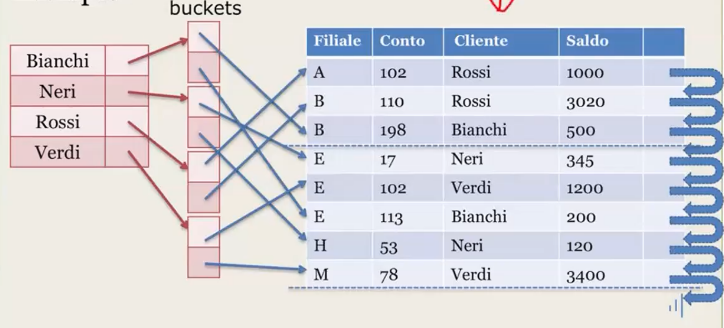 buckets
Bianchi
Neri
Rossi
Verdi
Filiale Conto Cliente Saldo
A 102 Rossi 1000
B 110 Rossi 3020
B 198 Bianchi 500
E 17 Neri 345
E 102 Verdi 1200
E 113 Bianchi 200
H 53 Neri 120
M 78 Verdi 3400